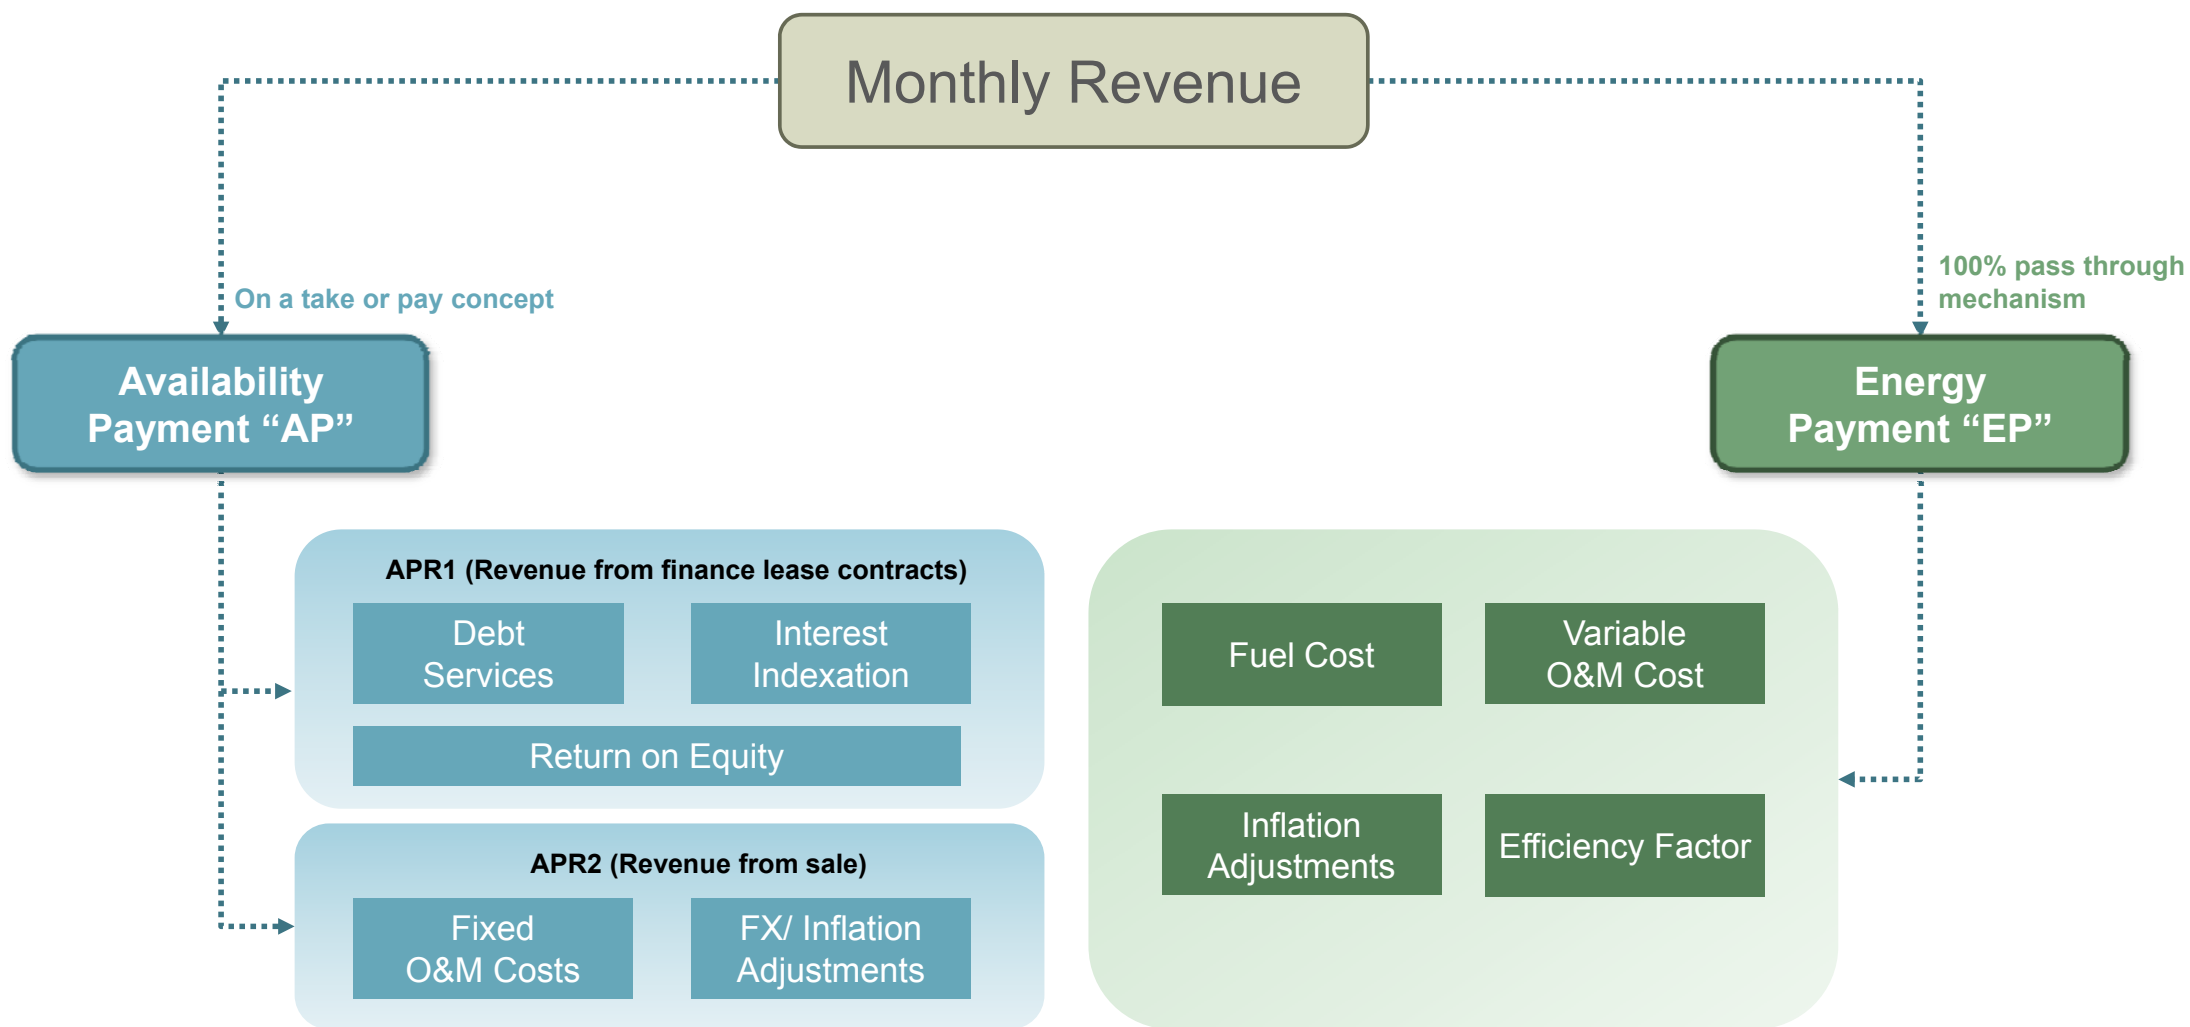 Monthly Revenue
On a take or pay concept
100% pass through
mechanism
Availability
Payment “AP”
Energy
Payment “EP”
APR1 (Revenue from finance lease contracts)
Debt
Services
Interest
Indexation
Return on Equity
APR2 (Revenue from sale)
Fixed
O&M Costs
FX/ Inflation
Adjustments
Fuel Cost
Variable
O&M Cost
Inflation
Adjustments
Efficiency Factor